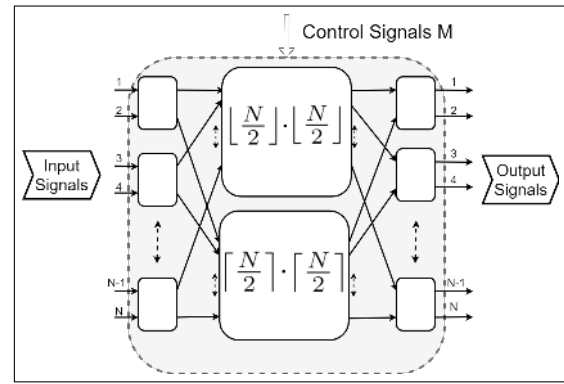 Control Signals M
1
2
3
4
N-1
N
Input
Signals
⌊N/2⌋·⌊N/2⌋
⌈N/2⌉·⌈N/2⌉
1
2
3
4
N-1
N
Output
Signals